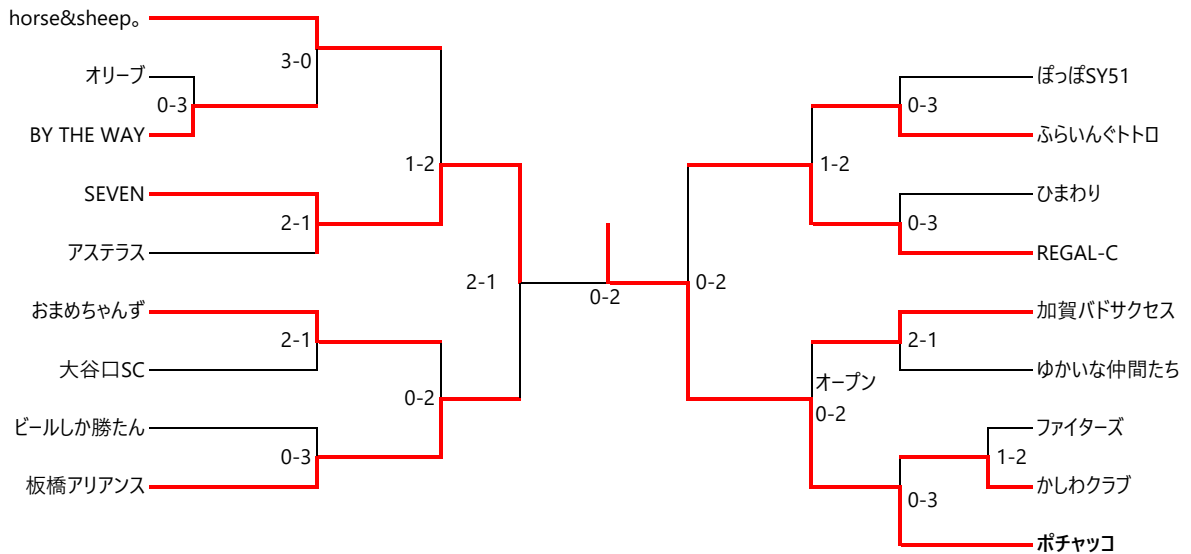 horse&sheep。
3-0
オリーブ
0-3
BY THE WAY
1-2
SEVEN
2-1
アステラス
2-1
おまめちゃんず
2-1
大谷口SC
0-2
ビールしか勝たん
0-3
板橋アリアンス
0-2
ぽっぽSY51
0-3
ふらいんぐトトロ
1-2
ひまわり
0-3
REGAL-C
0-2
加賀バドサクセス
2-1
ゆかいな仲間たち
オープン
0-2
ファイターズ
1-2
かしわクラブ
0-3
ポチャッコ